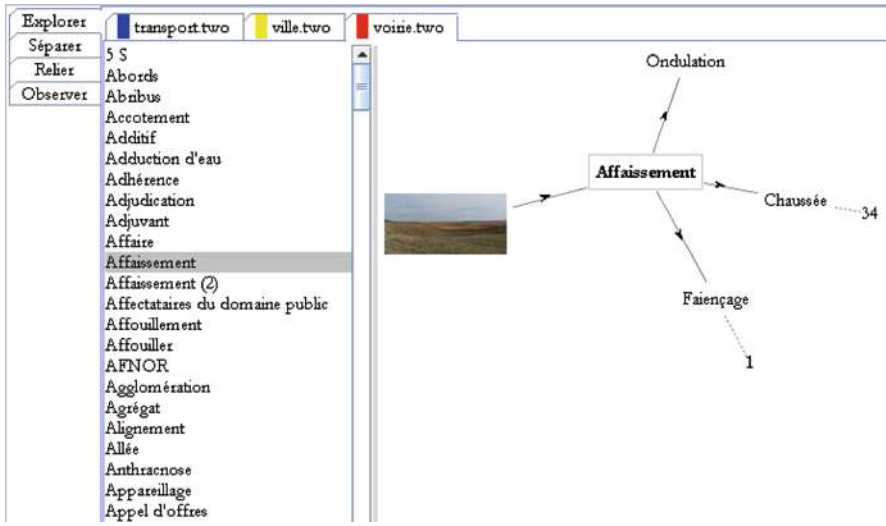 Explorer
Séparer
Relier
Observer
transport.two
ville.two
voirie.two
5 S
Abords
Abribus
Accotement
Additif
Adduction d'eau
Adhérence
Adjudication
Adjuvant
Affaire
Affaissement
Affaissement (2)
Affectataires du domaine public
Affouillement
Affouiller
AFNOR
Agglomération
Agrégat
Alignement
Allée
Anthracnose
Appareillage
Appel d'offres
Ondulation
Affaissement
Chaussée
34
Faïençage
1